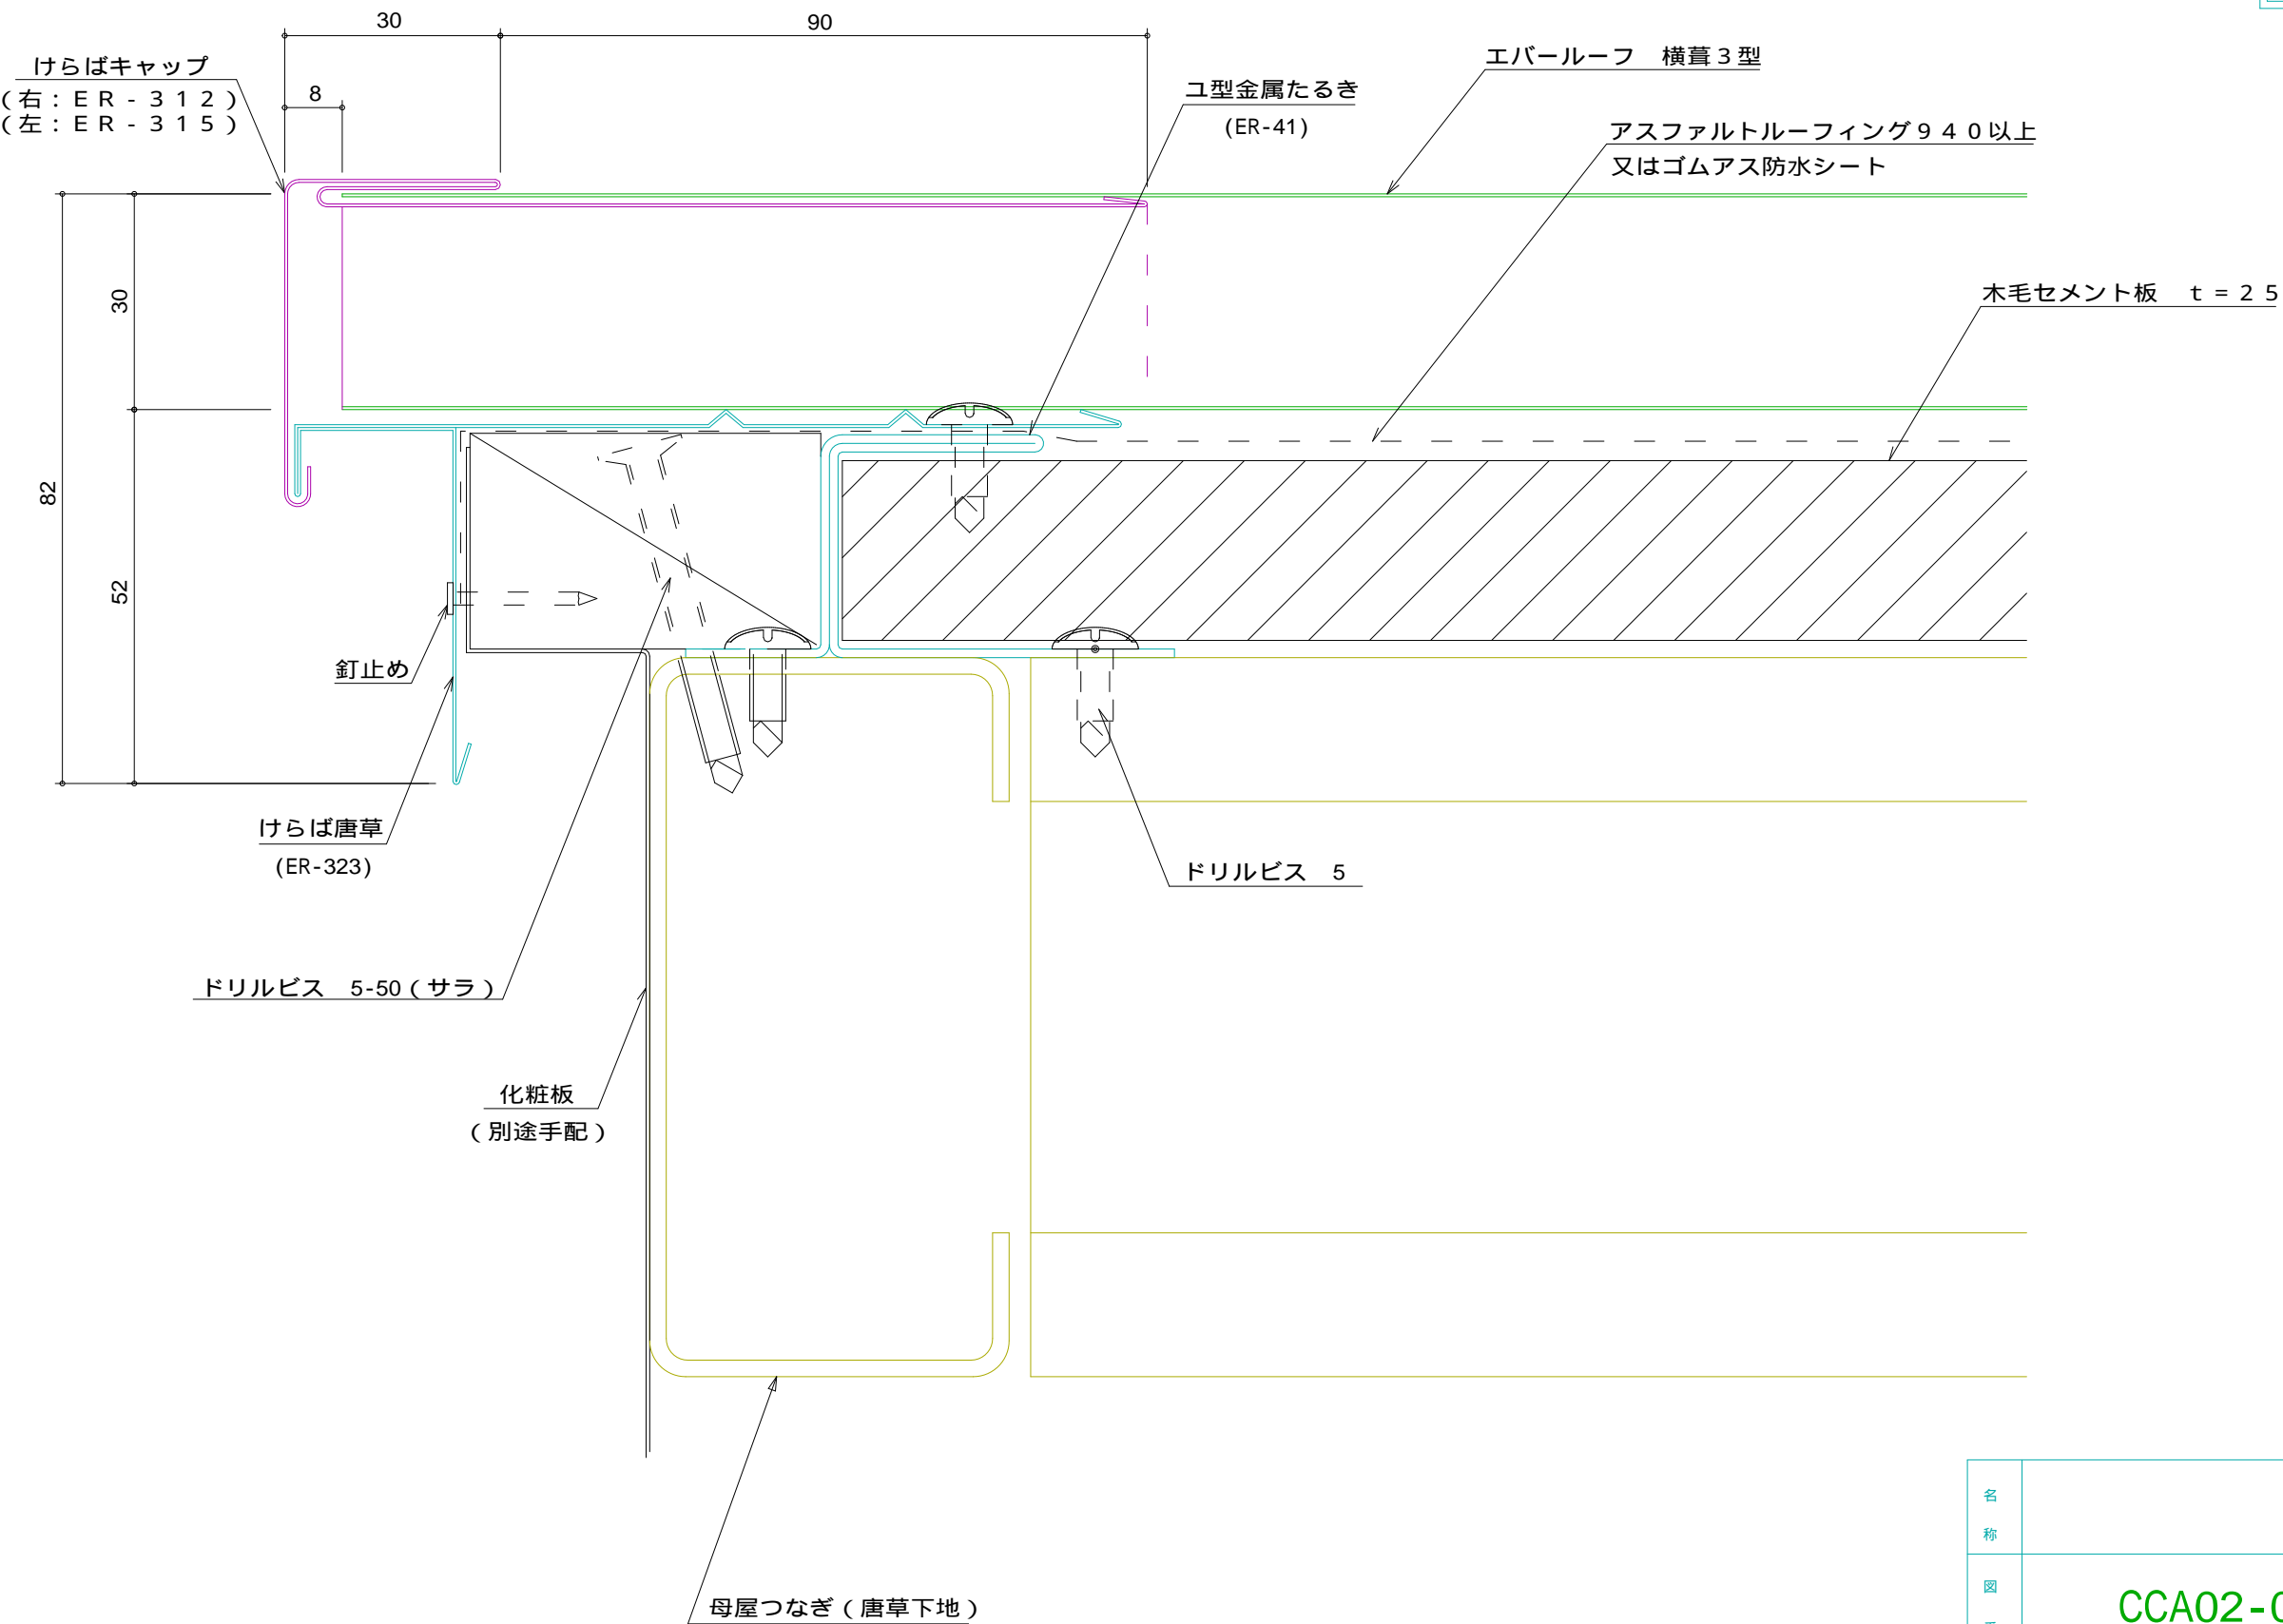 30
90
けらばキャップ
(右：ＥＲ-３１２)
(左：ＥＲ-３１５)
8
エバールーフ　横葺３型
ユ型金属たるき
(ER-41)
アスファルトルーフィング９４０以上
又はゴムアス防水シート
木毛セメント板　ｔ＝２５
30
82
52
釘止め
けらば唐草
(ER-323)
ドリルビス　5
ドリルビス　5-50(サラ)
化粧板
(別途手配)
母屋つなぎ(唐草下地)
名
称
図
CCA02-